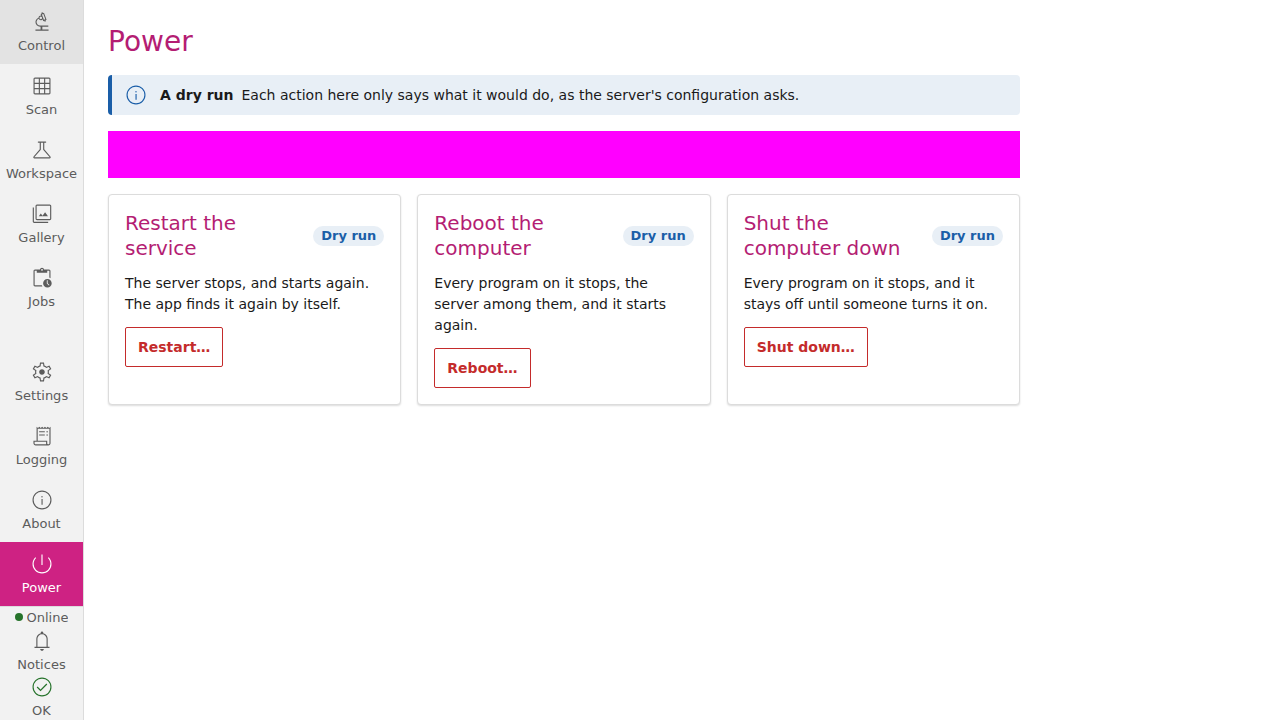 Control
Scan
Workspace
Gallery
Jobs
Settings
Logging
About
Power
Online
Notices
OK
Power
A dry run Each action here only says what it would do, as the server's configuration asks.
Restart the
service
Dry run
The server stops, and starts again.
The app finds it again by itself.
Restart…
Reboot the
computer
Dry run
Every program on it stops, the
server among them, and it starts
again.
Reboot…
Shut the
computer down
Dry run
Every program on it stops, and it
stays off until someone turns it on.
Shut down…